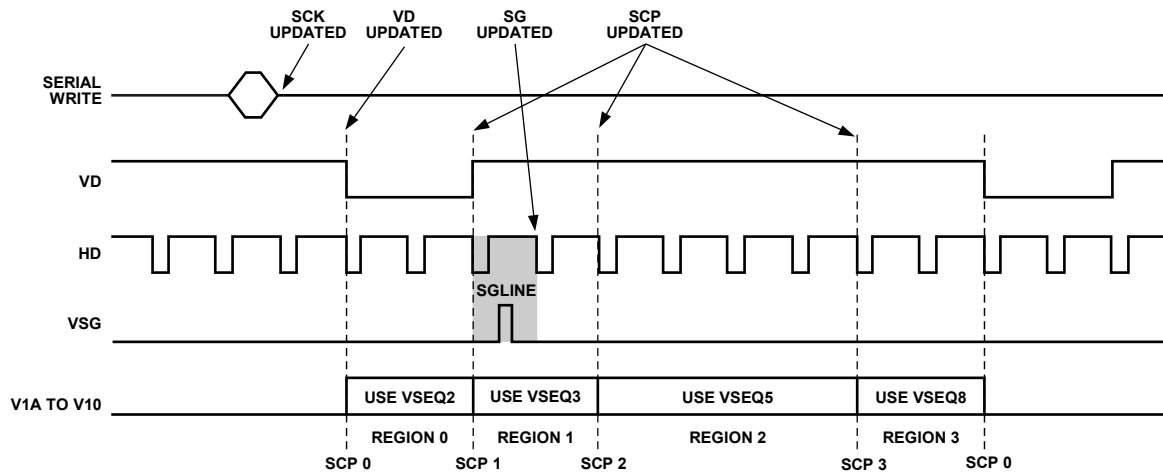 SCK
UPDATED
VD
UPDATED
SG
UPDATED
SCP
UPDATED
SERIAL
WRITE
VD
HD
SGLINE
VSG
V1A TO V10
USE VSEQ2
USE VSEQ3
USE VSEQ5
USE VSEQ8
REGION 0
REGION 1
REGION 2
REGION 3
SCP 0
SCP 1
SCP 2
SCP 3
SCP 0